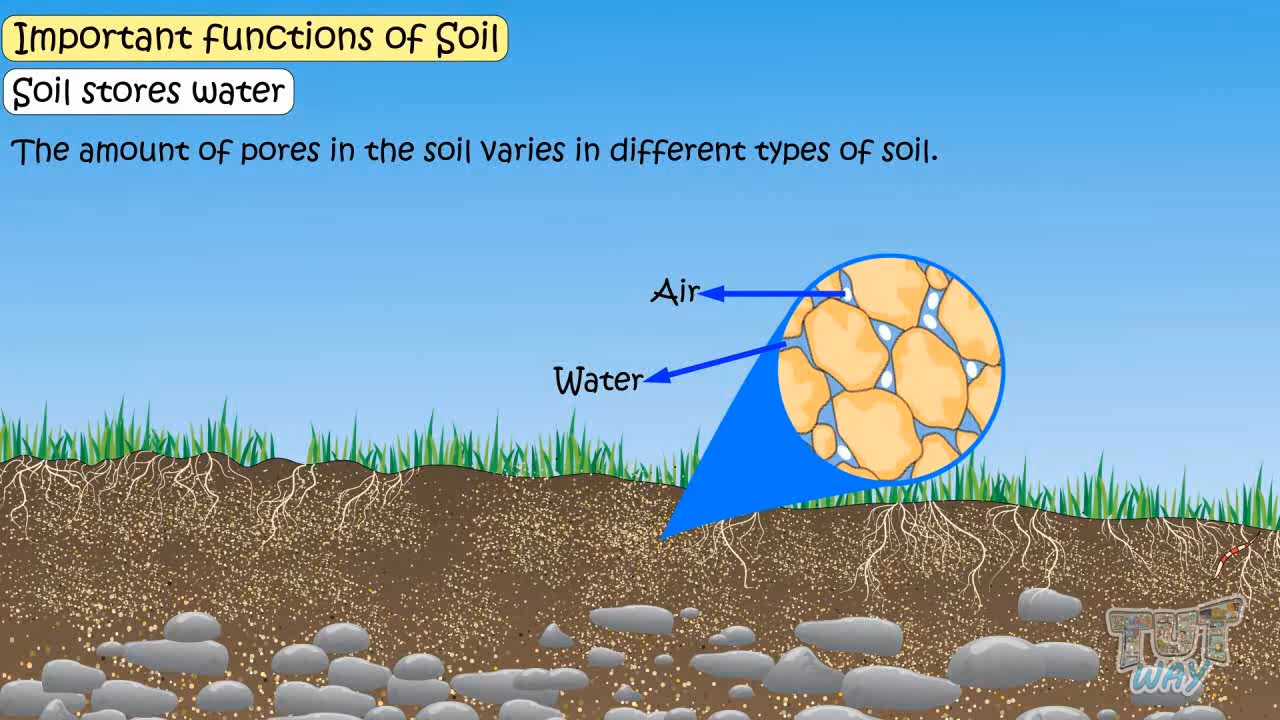 Important functions of Soil
Soil stores water
The amount of pores in the soil varies in different types of soil.
Air
Water
TUT
WAY